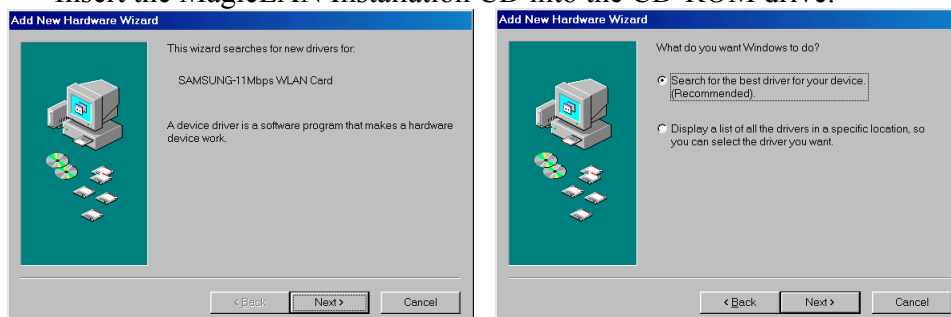 Insert the MagicLAN Installation CD into the CD-ROM drive.
Add New Hardware Wizard
This wizard searches for new drivers for:
SAMSUNG-11Mbps WLAN Card
A device driver is a software program that makes a hardware
device work.
< Back
Next >
Cancel
Add New Hardware Wizard
What do you want Windows to do?
Search for the best driver for your device.
(Recommended).
Display a list of all the drivers in a specific location, so
you can select the driver you want.
< Back
Next >
Cancel